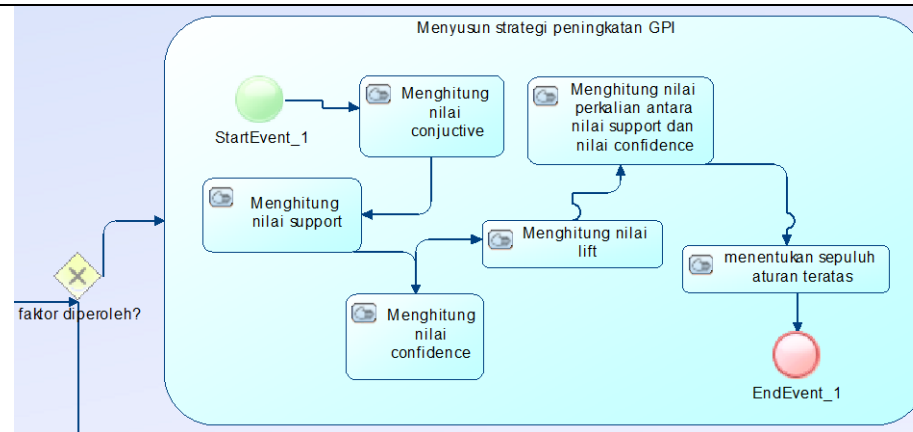 Menyusun strategi peningkatan GPI
StartEvent_1
Menghitung
nilai
conjuctive
Menghitung
nilai support
Menghitung
nilai
confidence
Menghitung nilai
lift
Menghitung nilai
perkalian antara
nilai support dan
nilai confidence
menentukan sepuluh
aturan teratas
EndEvent_1
faktor diperoleh?